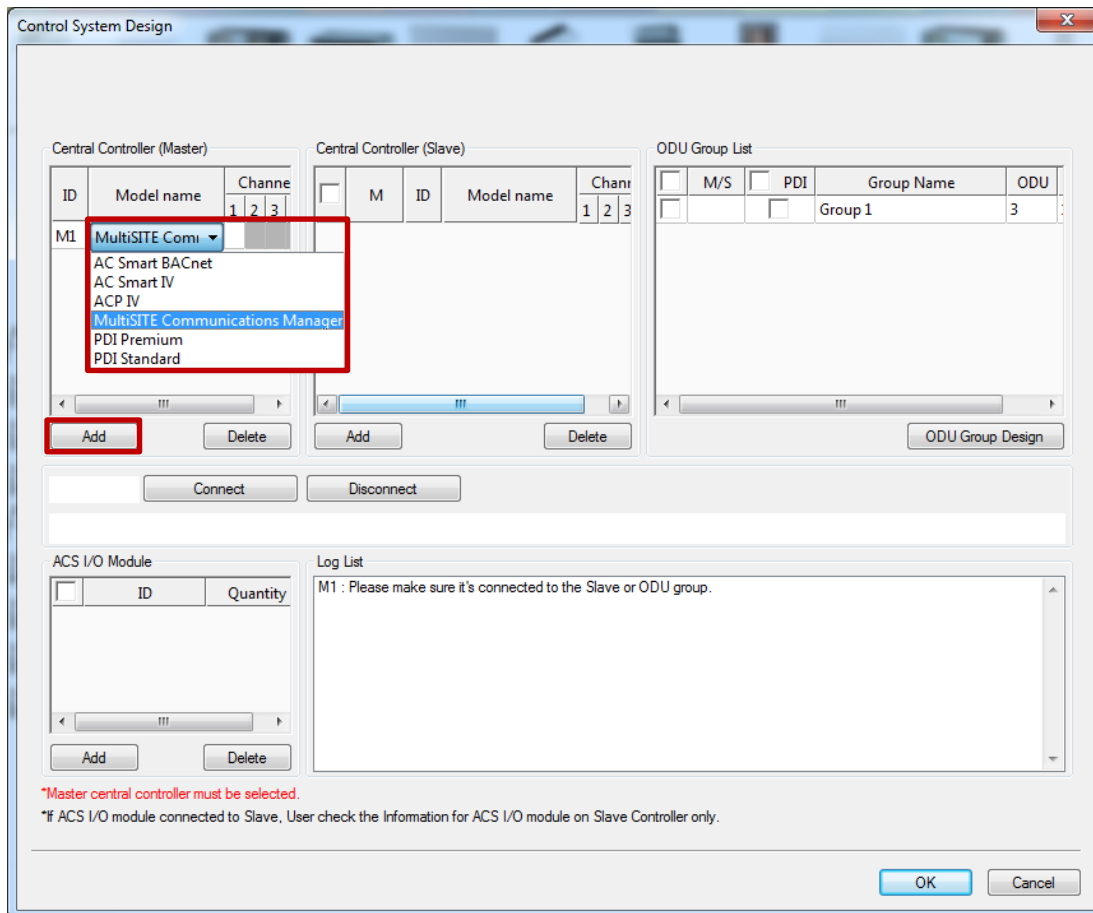 Control System Design
Central Controller (Master)
ID Model name Channe
1 2 3
M1 MultiSITE Com
AC Smart BACnet
AC Smart IV
ACP IV
MultiSITE Communications Manager
PDI Premium
PDI Standard
Add Delete
Central Controller (Slave)
M ID Model name Chann
1 2 3
Add Delete
ODU Group List
M/S PDI Group Name ODU
Group 1 3
ODU Group Design
Connect Disconnect
ACS I/O Module
ID Quantity
Add Delete
Log List
M1 : Please make sure it's connected to the Slave or ODU group.
*Master central controller must be selected.
*If ACS I/O module connected to Slave, User check the Information for ACS I/O module on Slave Controller only.
OK Cancel